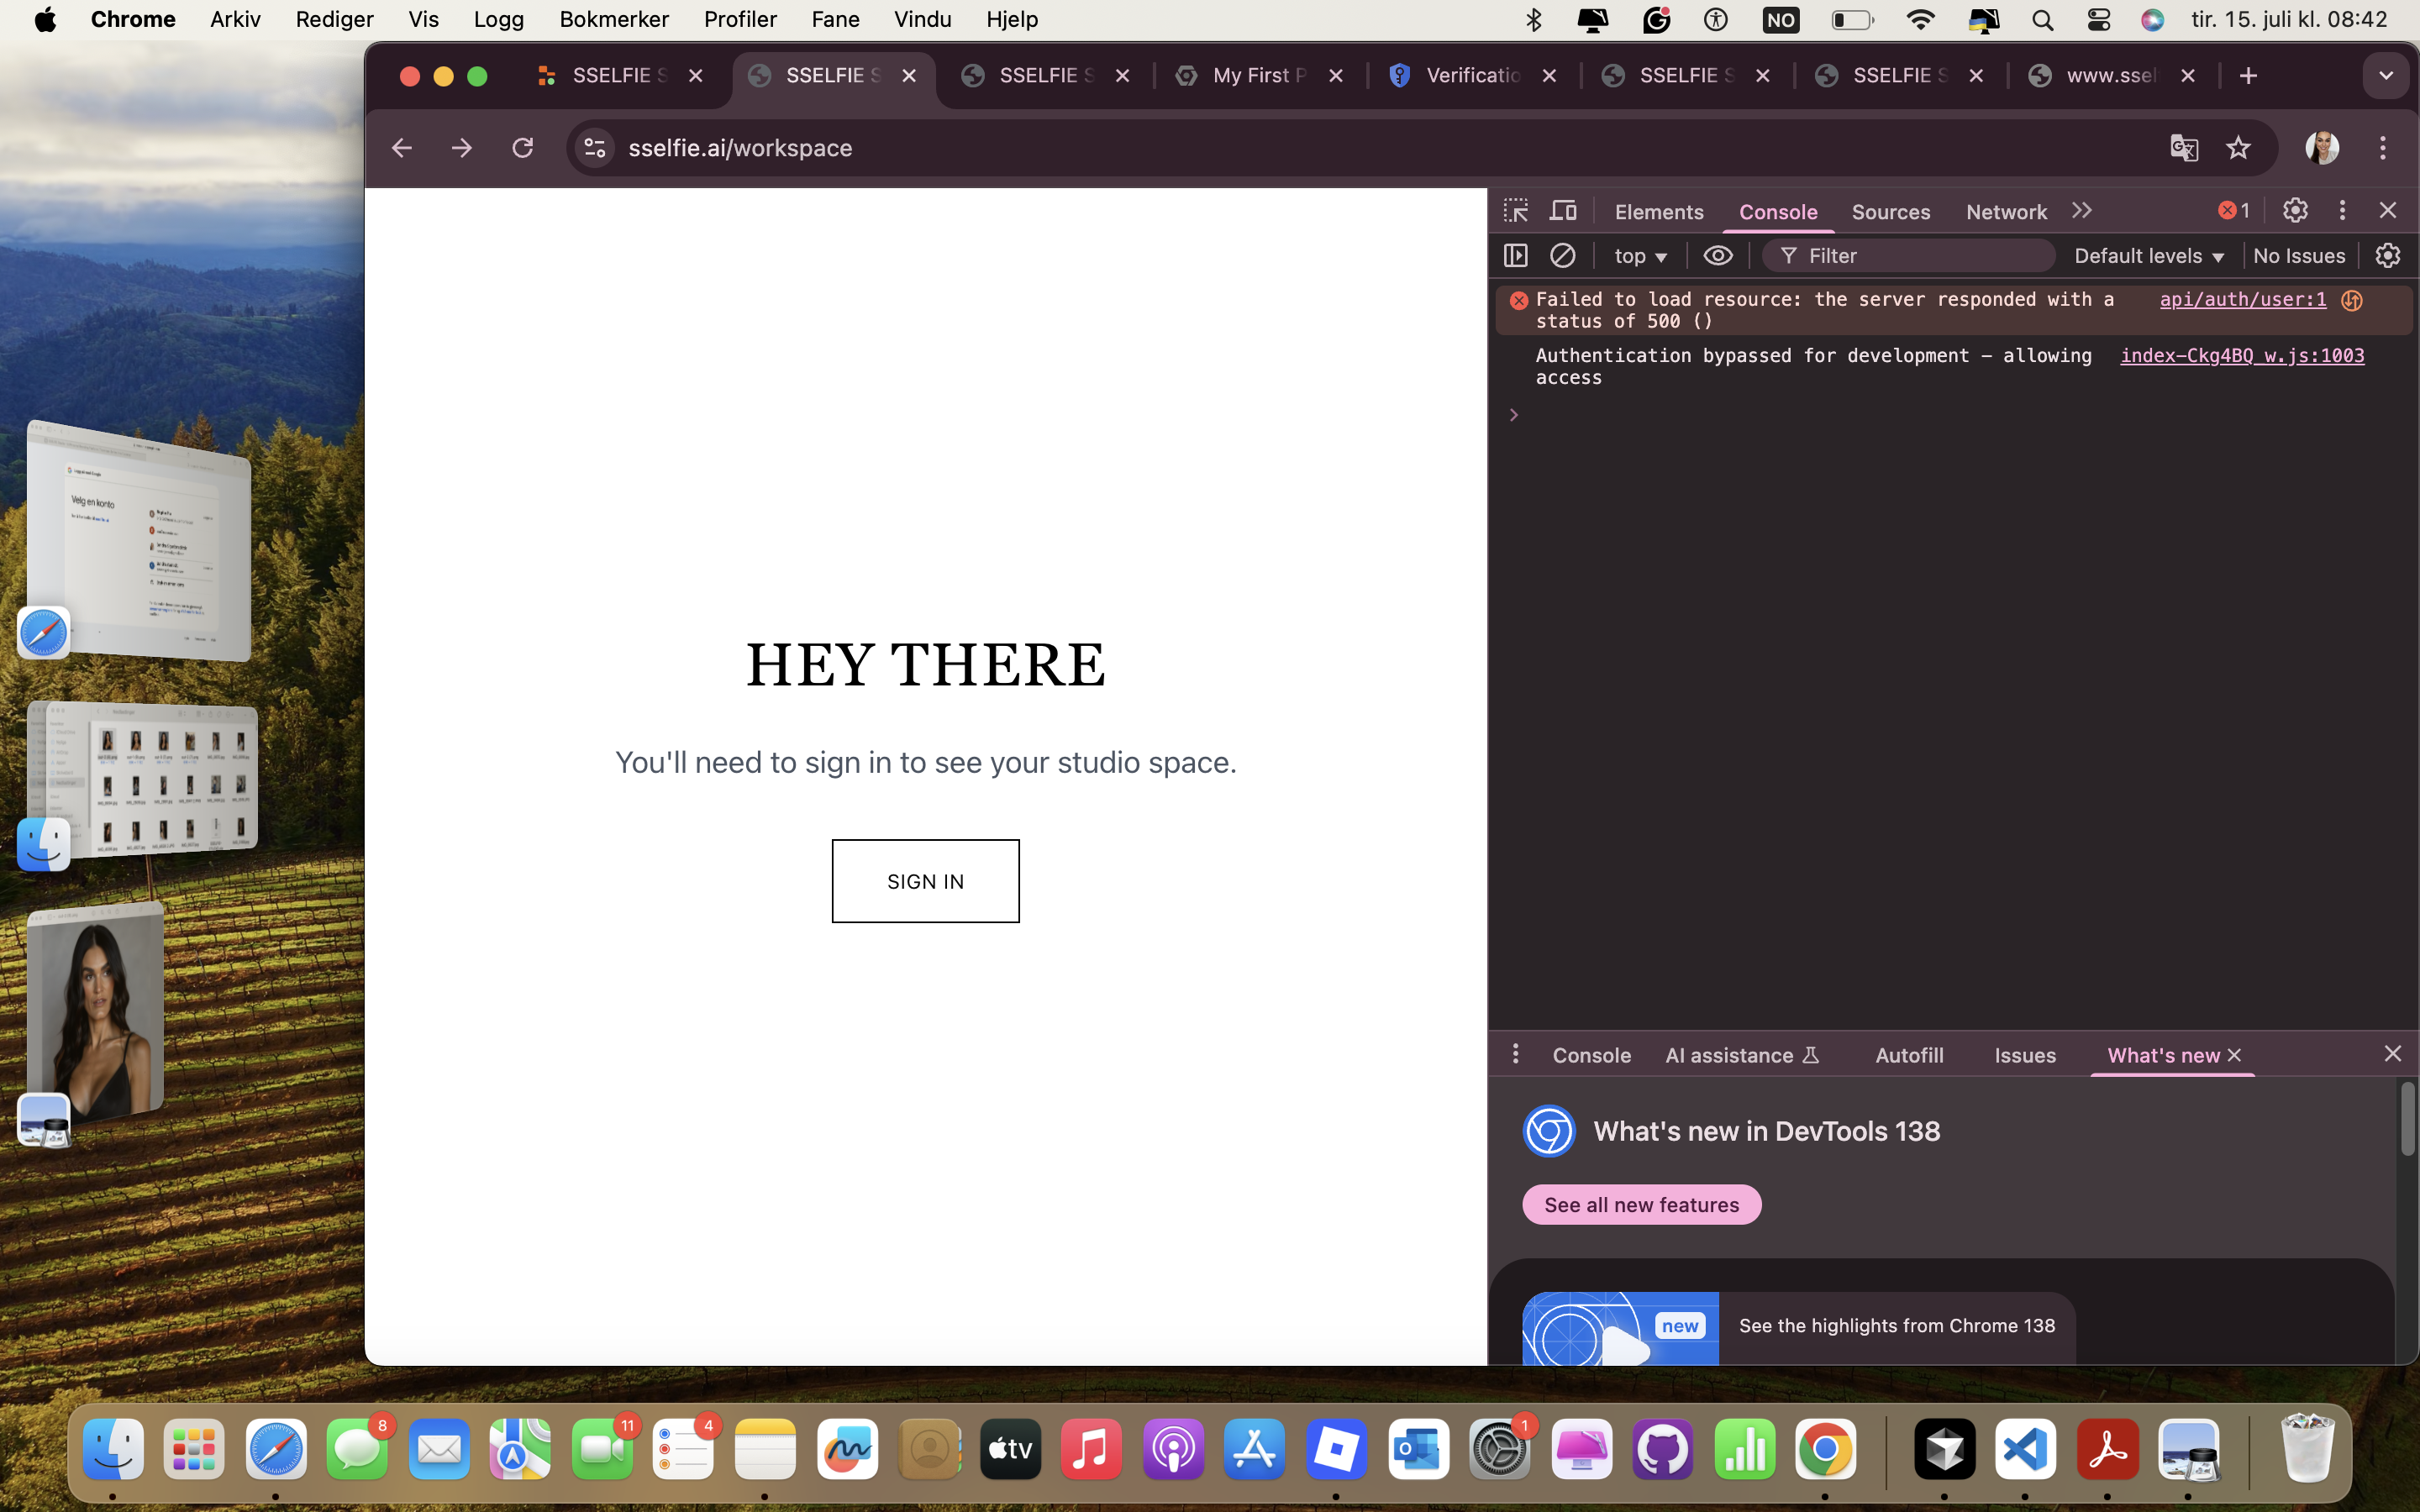 Chrome Arkiv Rediger Vis Logg Bokmerker Profiler Fane Vindu Hjelp NO tir. 15. juli kl. 08:42
SSELFIE S SSELFIE S SSELFIE S My First P Verificatio SSELFIE S SSELFIE S www.ssel
sselfie.ai/workspace
Elements Console Sources Network 1
top Filter Default levels No Issues
Failed to load resource: the server responded with a api/auth/user:1
status of 500 ()
Authentication bypassed for development – allowing index-Ckg4BQ_w.js:1003
access
Velg en konto
HEY THERE
You'll need to sign in to see your studio space.
SIGN IN
Console AI assistance Autofill Issues What's new
What's new in DevTools 138
See all new features
new See the highlights from Chrome 138
8 11 4 tv 1